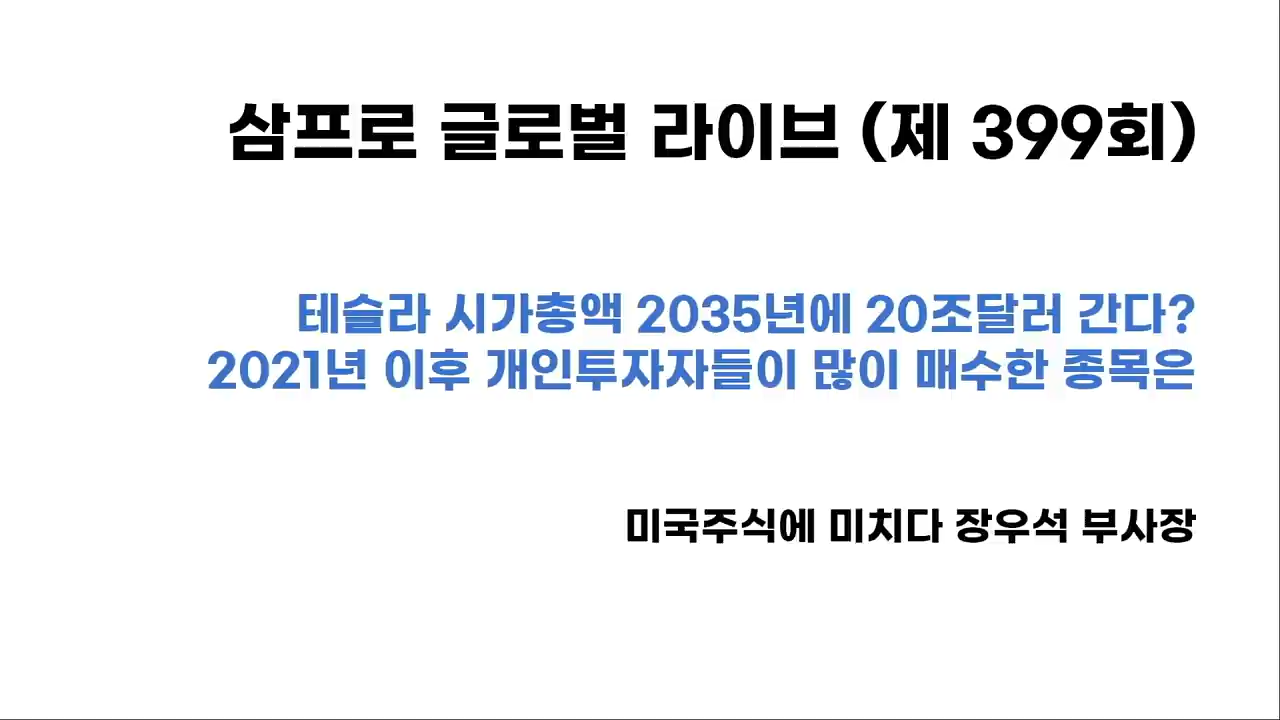 삼프로 글로벌 라이브 (제 399회)
테슬라 시가총액 2035년에 20조달러 간다?
2021년 이후 개인투자자들이 많이 매수한 종목은
미국주식에 미치다 장우석 부사장